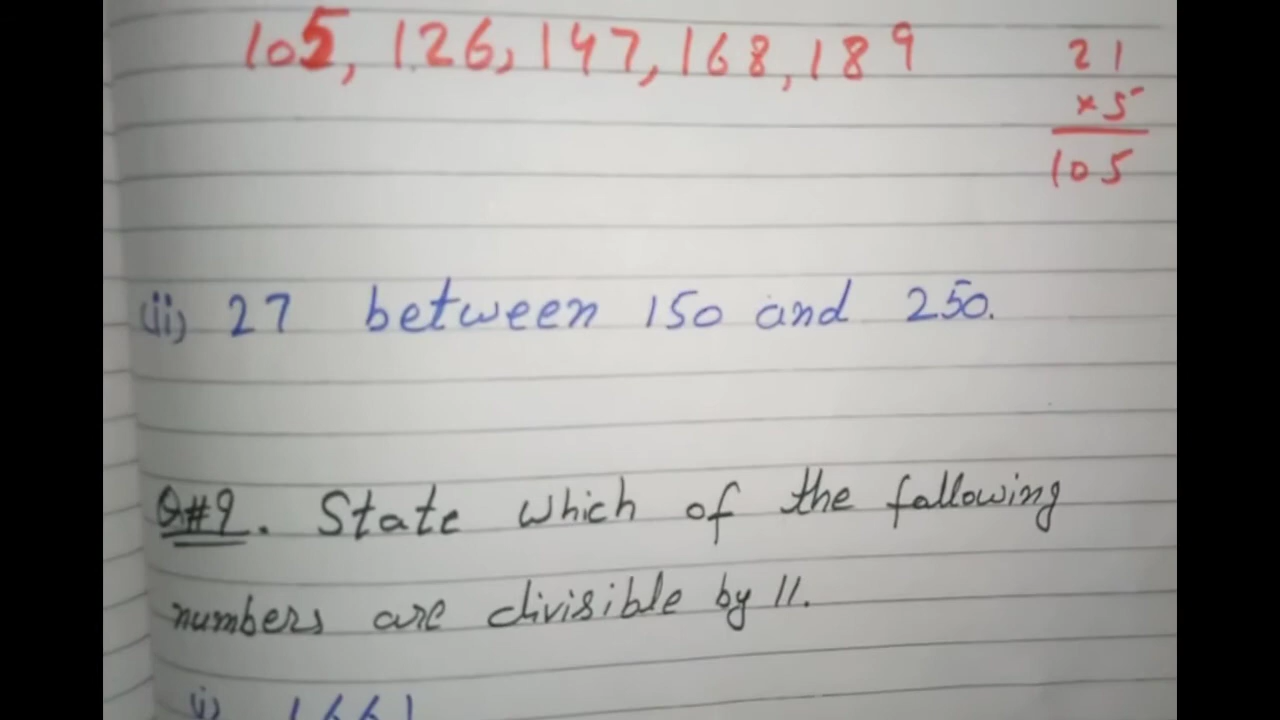 105, 126, 147, 168, 189
21
×5
105
(ii) 27 between 150 and 250.
Q#9. State which of the following
numbers are divisible by 11.
(i) 1661